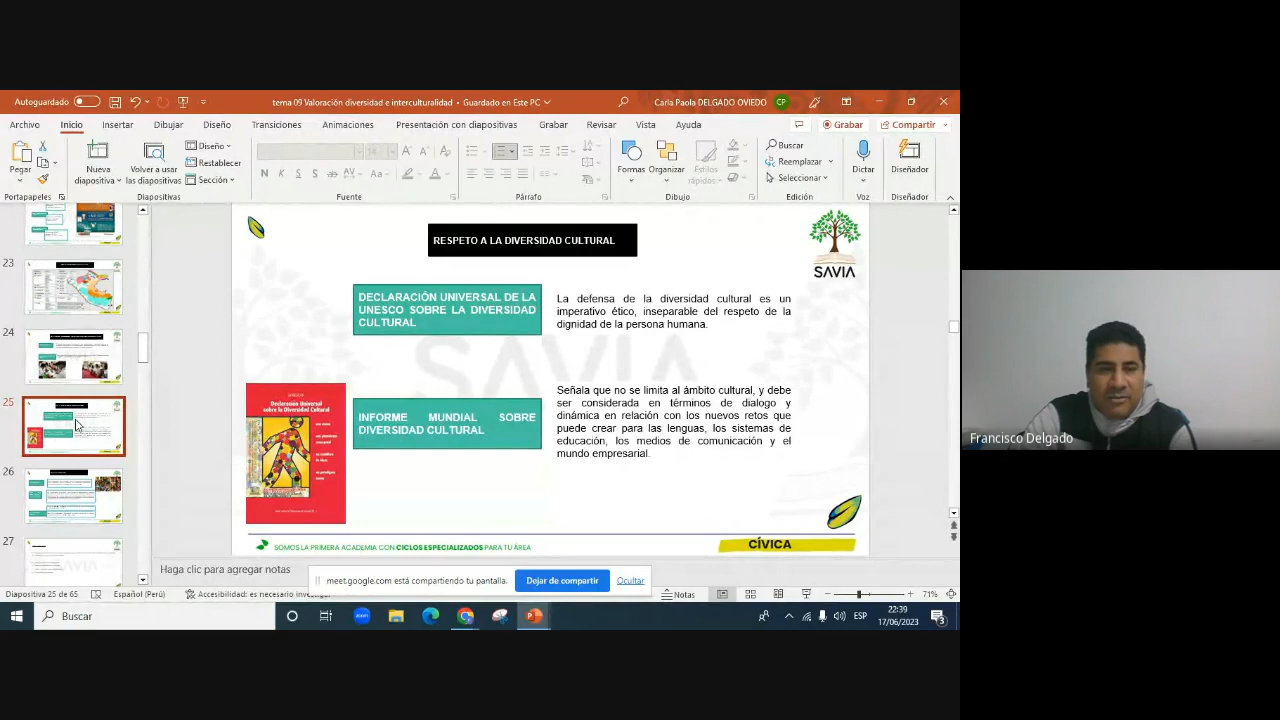 Autoguardado
tema 09 Valoración diversidad e interculturalidad • Guardado en Este PC
Carla Paola DELGADO OVIEDO
CP
Archivo
Inicio
Insertar
Dibujar
Diseño
Transiciones
Animaciones
Presentación con diapositivas
Grabar
Revisar
Vista
Ayuda
Grabar
Compartir
Pegar
Nueva
diapositiva
Volver a usar
las diapositivas
Diseño
Restablecer
Sección
N K S S ab AV Aa A
Formas
Organizar
Estilos
rápidos
Buscar
Reemplazar
Seleccionar
Dictar
Diseñador
Portapapeles
Diapositivas
Fuente
Párrafo
Dibujo
Edición
Voz
Diseñador
23
24
25
26
27
RESPETO A LA DIVERSIDAD CULTURAL
SAVIA
DECLARACIÓN UNIVERSAL DE LA
UNESCO SOBRE LA DIVERSIDAD
CULTURAL
La defensa de la diversidad cultural es un
imperativo ético, inseparable del respeto de la
dignidad de la persona humana.
Declaración Universal
sobre la Diversidad Cultural
INFORME MUNDIAL SOBRE
DIVERSIDAD CULTURAL
Señala que no se limita al ámbito cultural, y debe
ser considerada en términos de dialogo y
dinámica en relación con los nuevos retos que
puede crear para las lenguas, los sistemas de
educación, los medios de comunicación y el
mundo empresarial.
SOMOS LA PRIMERA ACADEMIA CON CICLOS ESPECIALIZADOS PARA TU ÁREA
CÍVICA
Haga clic para agregar notas
meet.google.com está compartiendo tu pantalla.
Dejar de compartir
Ocultar
Diapositiva 25 de 65
Español (Perú)
Accesibilidad: es necesario investi
Notas
71%
Buscar
zoom
ESP
22:39
17/06/2023
3
Francisco Delgado